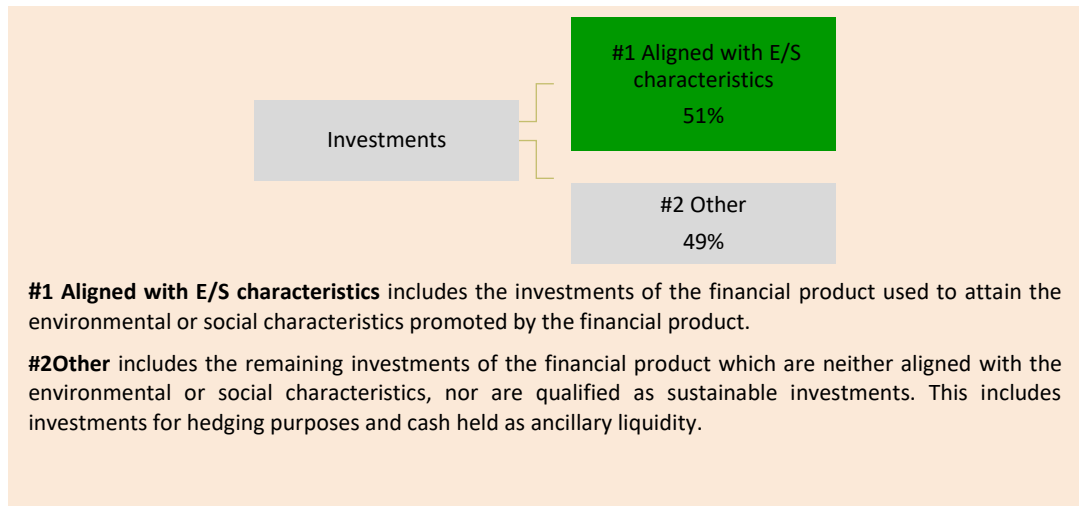 #1 Aligned with E/S
characteristics
51%
Investments
#2 Other
49%
#1 Aligned with E/S characteristics includes the investments of the financial product used to attain the
environmental or social characteristics promoted by the financial product.
#2Other includes the remaining investments of the financial product which are neither aligned with the
environmental or social characteristics, nor are qualified as sustainable investments. This includes
investments for hedging purposes and cash held as ancillary liquidity.